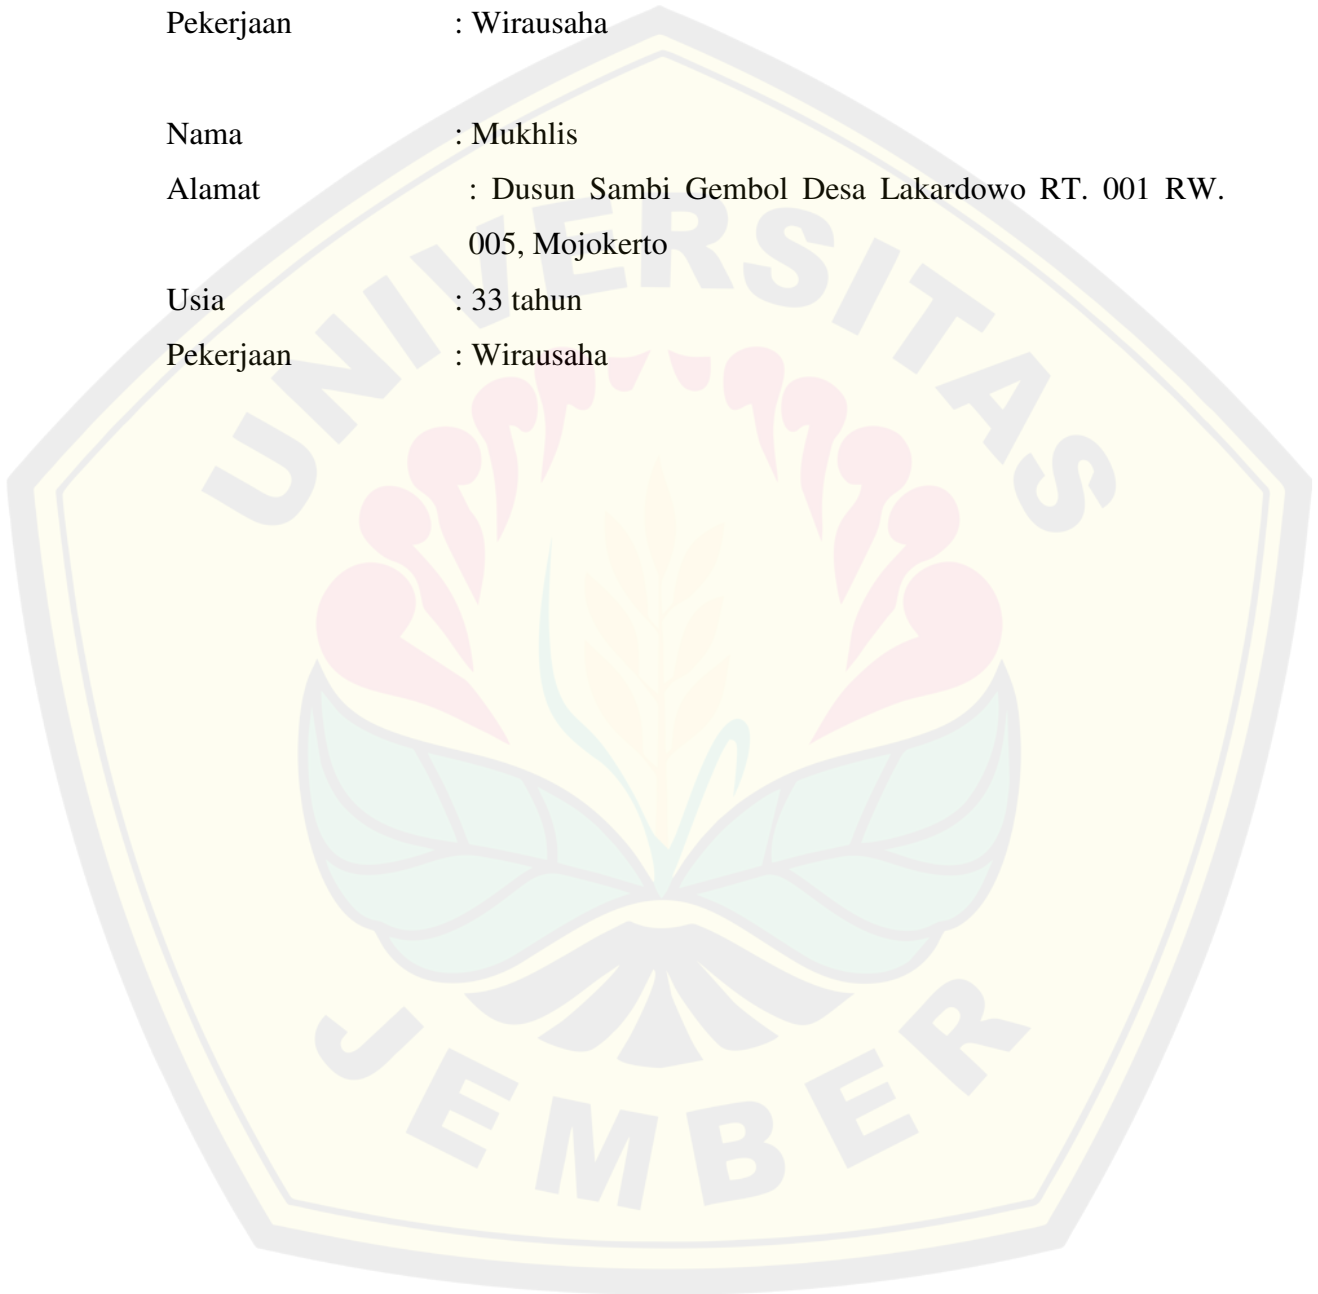 Pekerjaan : Wirausaha
Nama : Mukhlis
Alamat : Dusun Sambi Gembol Desa Lakardowo RT. 001 RW.
005, Mojokerto
Usia : 33 tahun
Pekerjaan : Wirausaha
UNIVERSITAS
JEMBER